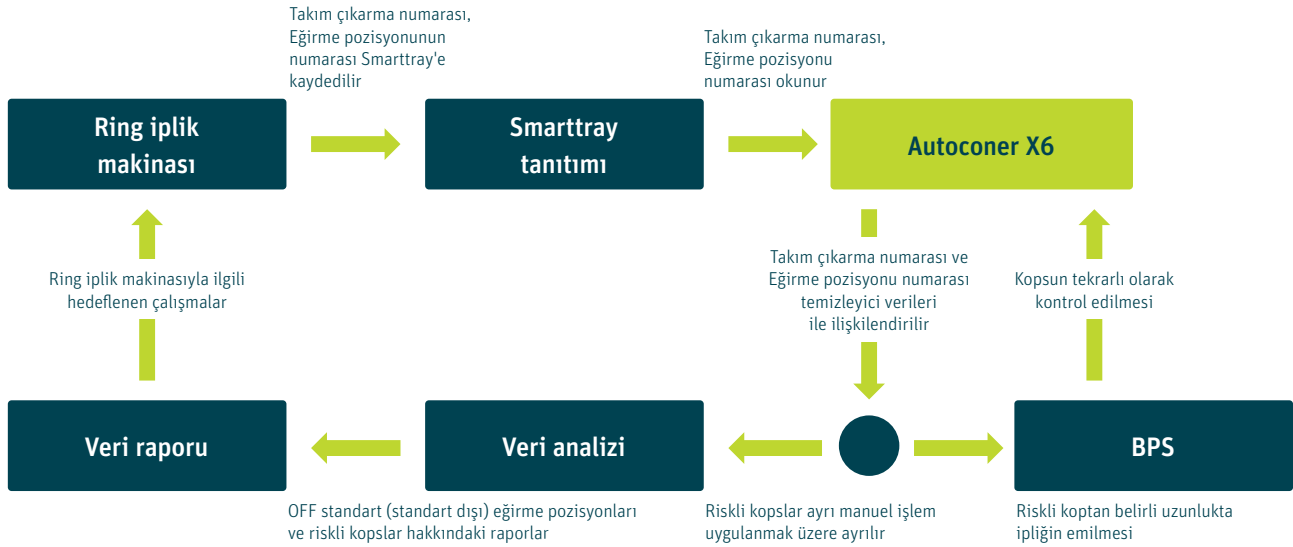 Takım çıkarma numarası,
Eğirme pozisyonunun
numarası Smarttray'e
kaydedilir
Takım çıkarma numarası,
Eğirme pozisyonu
numarası okunur
Ring iplik
makinası
Smarttray
tanıtımı
Autoconer X6
Ring iplik makinasıyla ilgili
hedeflenen çalışmalar
Takım çıkarma numarası ve
Eğirme pozisyonu numarası
temizleyici verileri
ile ilişkilendirilir
Kopsun tekrarlı olarak
kontrol edilmesi
Veri raporu
Veri analizi
BPS
OFF standart (standart dışı) eğirme pozisyonları
ve riskli kopslar hakkındaki raporlar
Riskli kopslar ayrı manuel işlem
uygulanmak üzere ayrılır
Riskli koptan belirli uzunlukta
ipliğin emilmesi